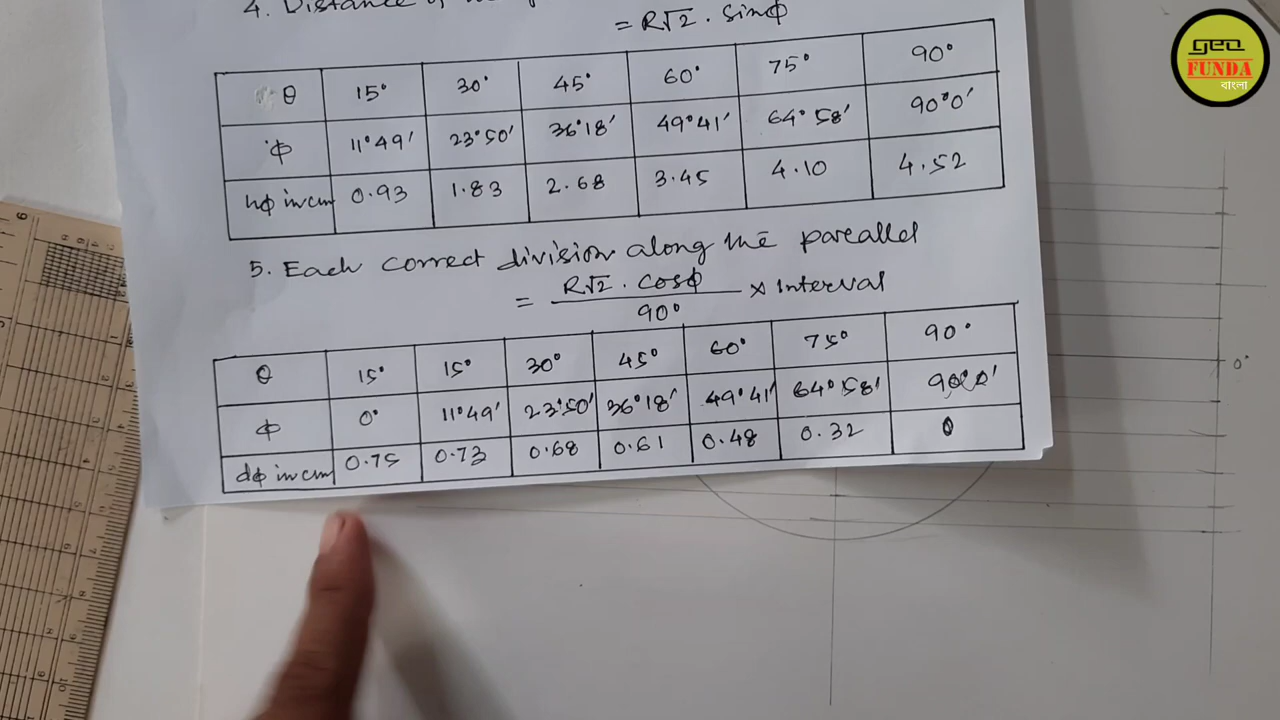 4. Distance
= R√2 . sinϕ
θ 15° 30° 45° 60° 75° 90°
ϕ 11°49' 23°50' 36°18' 49°41' 64°58' 90°0'
hϕ in cm 0.93 1.83 2.68 3.45 4.10 4.52
5. Each correct division along the parallel
= R√2 . cosϕ / 90° × Interval
θ 15° 15° 30° 45° 60° 75° 90°
ϕ 0° 11°49' 23°50' 36°18' 49°41' 64°58' 90°0'
dϕ in cm 0.75 0.73 0.68 0.61 0.48 0.32 0
0°
geo
FUNDA
বাংলা